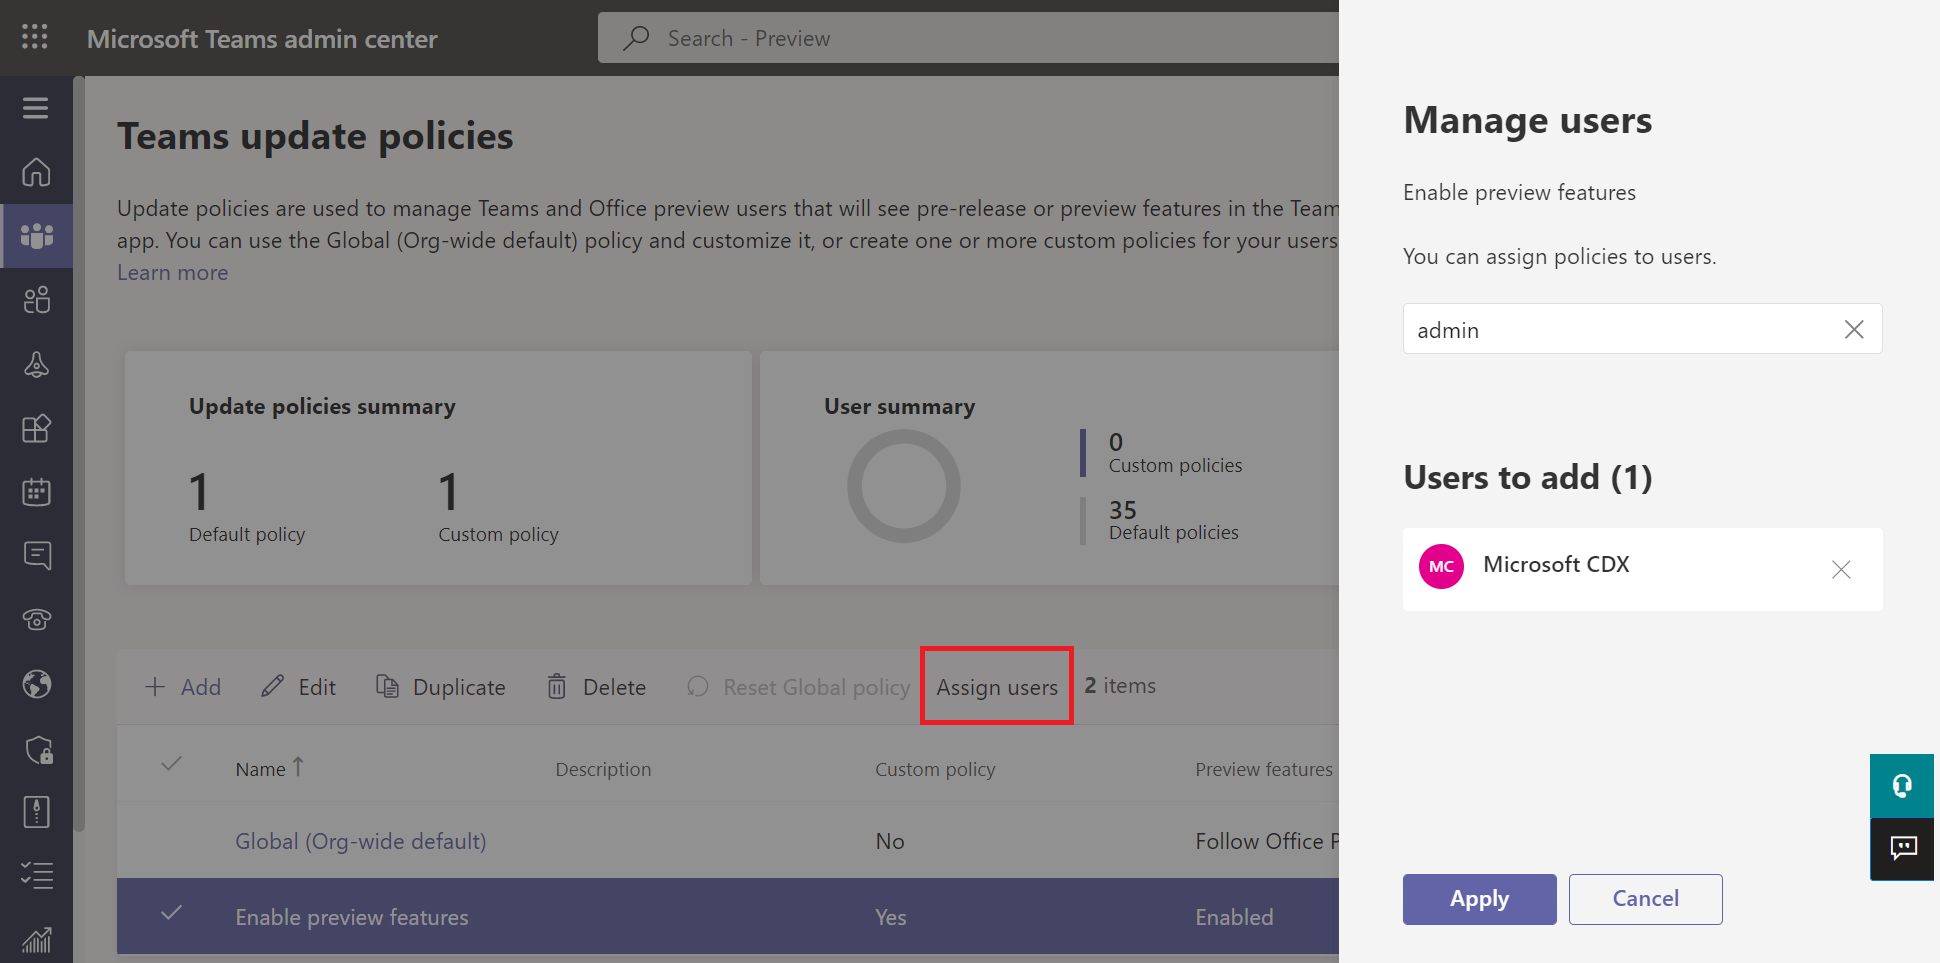 Microsoft Teams admin center
Search - Preview
Teams update policies
Update policies are used to manage Teams and Office preview users that will see pre-release or preview features in the Team
app. You can use the Global (Org-wide default) policy and customize it, or create one or more custom policies for your users
Learn more
Update policies summary
1
Default policy
1
Custom policy
User summary
0
Custom policies
35
Default policies
Add
Edit
Duplicate
Delete
Reset Global policy
Assign users
2 items
Name ↑
Description
Custom policy
Preview features
Global (Org-wide default)
No
Follow Office P
Enable preview features
Yes
Enabled
Manage users
Enable preview features
You can assign policies to users.
admin
Users to add (1)
MC
Microsoft CDX
Apply
Cancel